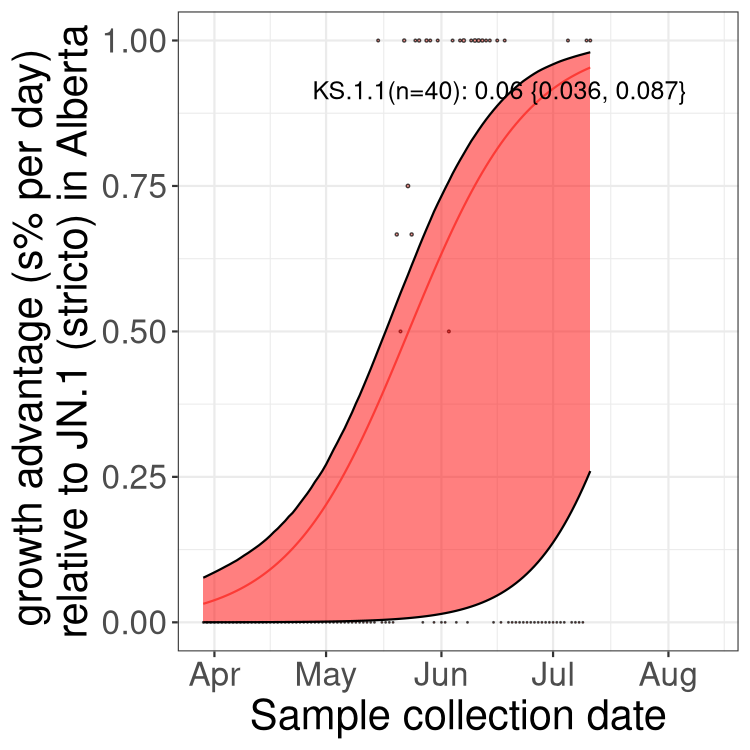 growth advantage (s% per day)
relative to JN.1 (stricto) in Alberta
1.00
0.75
0.50
0.25
0.00
KS.1.1(n=40): 0.06 {0.036, 0.087}
Apr May Jun Jul Aug
Sample collection date